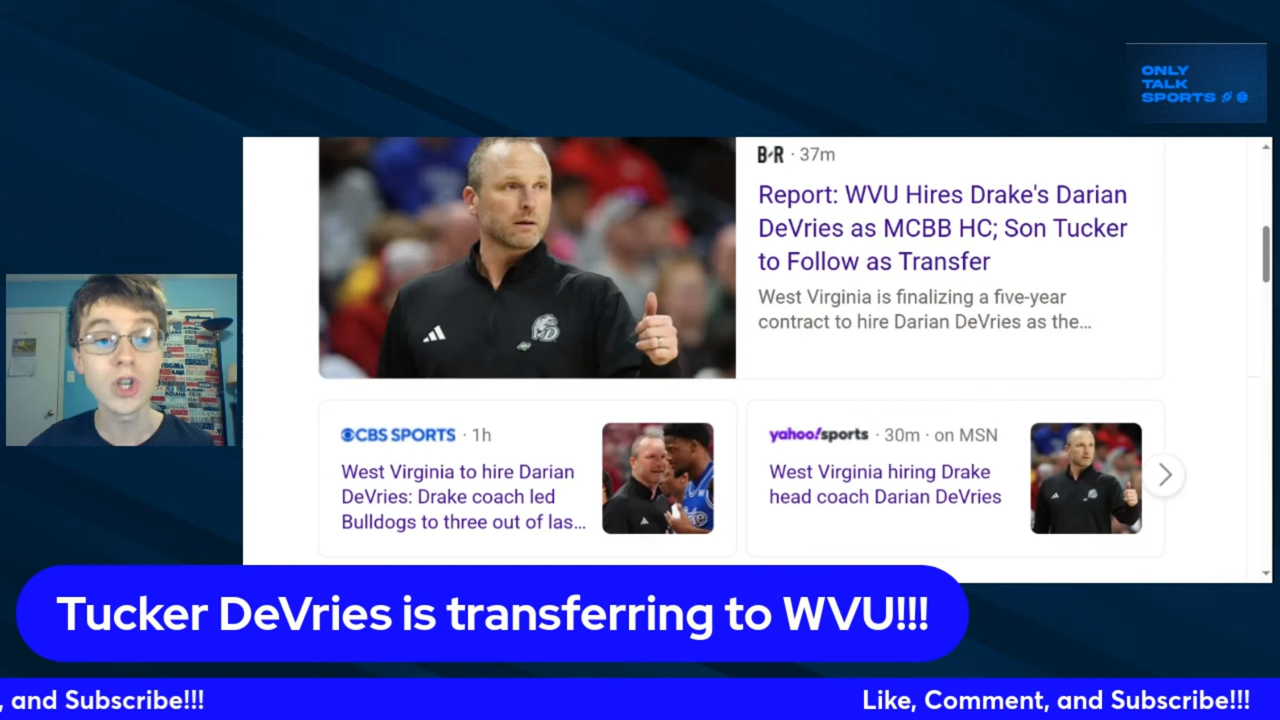 ONLY
TALK
SPORTS
B/R · 37m
Report: WVU Hires Drake's Darian
DeVries as MCBB HC; Son Tucker
to Follow as Transfer
West Virginia is finalizing a five-year
contract to hire Darian DeVries as the...
CBS SPORTS · 1h
West Virginia to hire Darian
DeVries: Drake coach led
Bulldogs to three out of las...
yahoo!sports · 30m · on MSN
West Virginia hiring Drake
head coach Darian DeVries
VIRGINIA
INDIANA
Tucker DeVries is transferring to WVU!!!
, and Subscribe!!!
Like, Comment, and Subscribe!!!